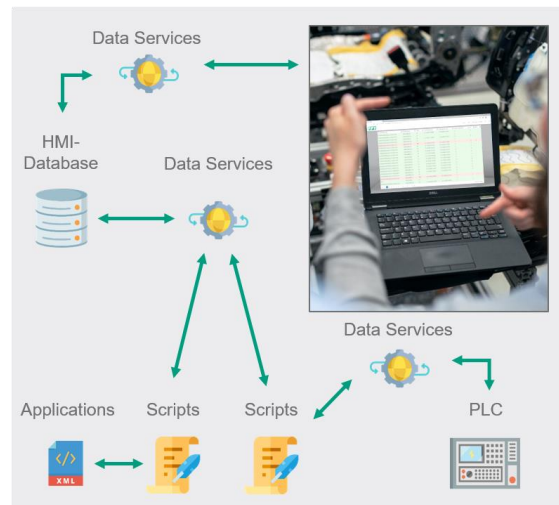 Data Services
HMI-
Database
Data Services
Data Services
Applications
Scripts
Scripts
PLC
XML